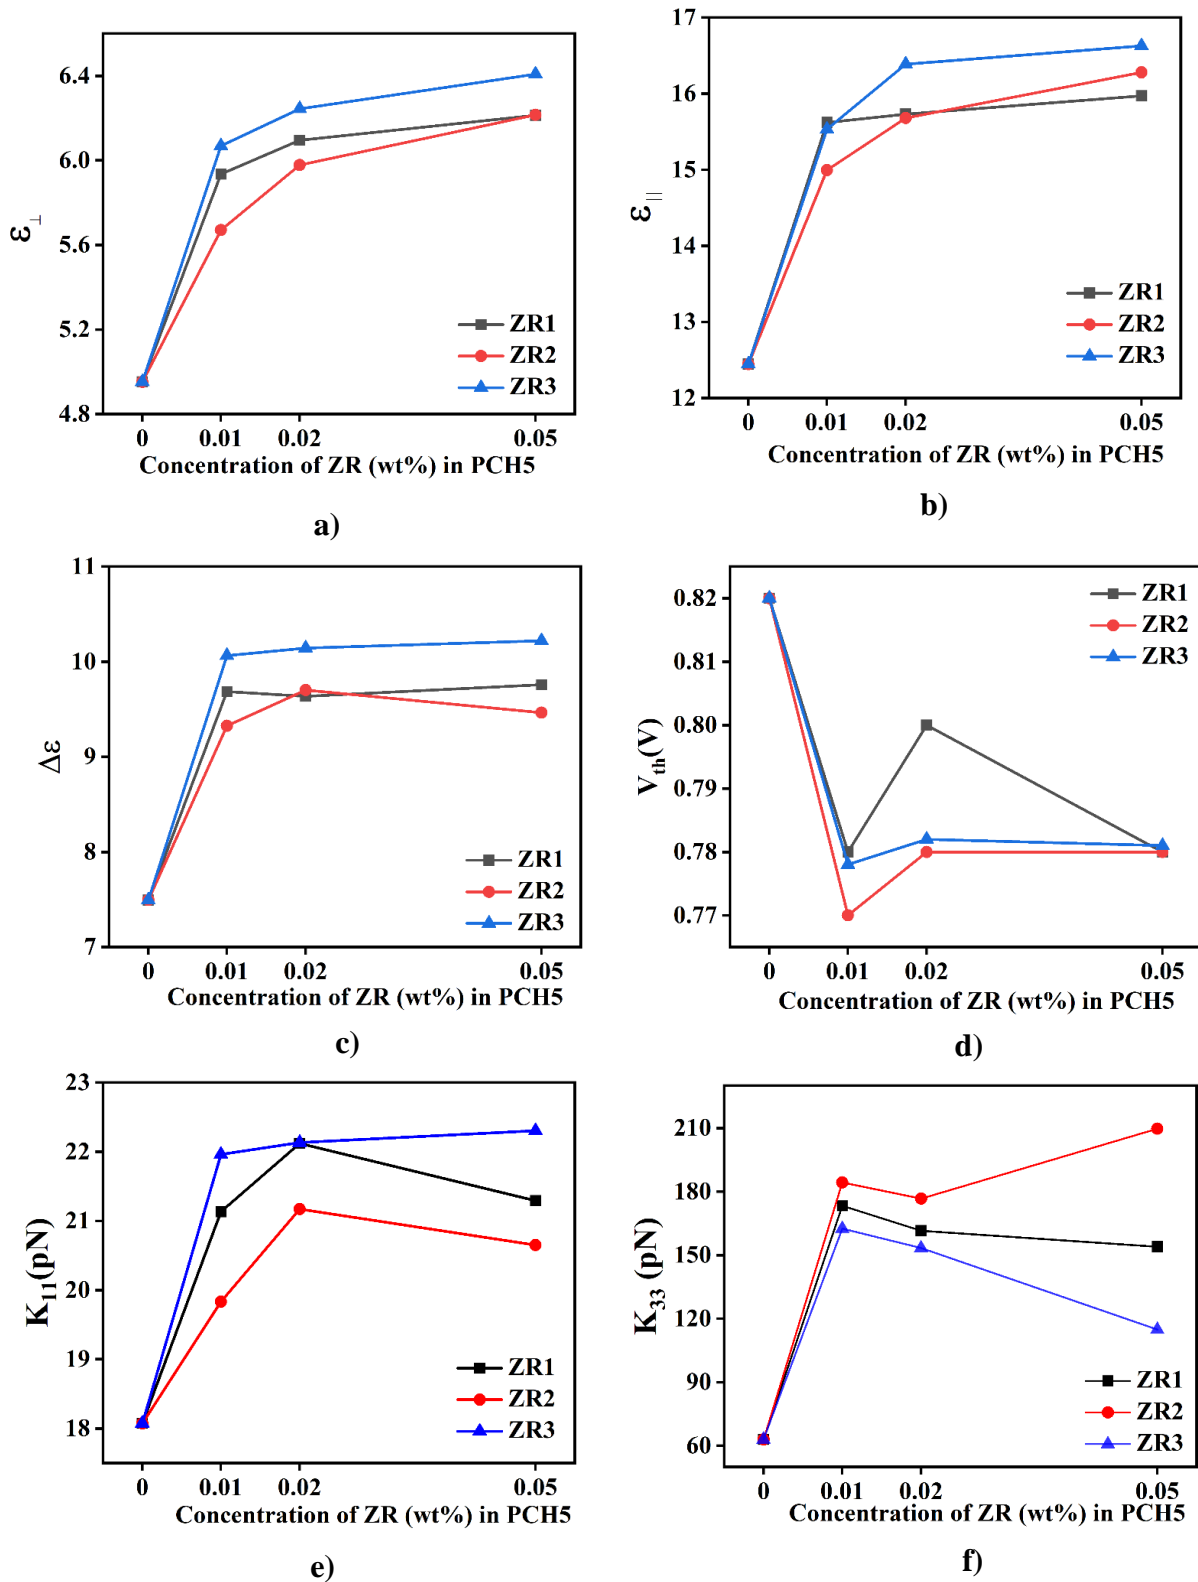 6.4
6.0
5.6
5.2
4.8
ε⊥
ZR1
ZR2
ZR3
0 0.01 0.02 0.05
Concentration of ZR (wt%) in PCH5
a)
17
16
15
14
13
12
ε||
ZR1
ZR2
ZR3
0 0.01 0.02 0.05
Concentration of ZR (wt%) in PCH5
b)
11
10
9
8
7
Δε
ZR1
ZR2
ZR3
0 0.01 0.02 0.05
Concentration of ZR (wt%) in PCH5
c)
0.82
0.81
0.80
0.79
0.78
0.77
Vth(V)
ZR1
ZR2
ZR3
0 0.01 0.02 0.05
Concentration of ZR (wt%) in PCH5
d)
23
22
21
20
19
18
K11(pN)
ZR1
ZR2
ZR3
0 0.01 0.02 0.05
Concentration of ZR (wt%) in PCH5
e)
210
180
150
120
90
60
K33 (pN)
ZR1
ZR2
ZR3
0 0.01 0.02 0.05
Concentration of ZR (wt%) in PCH5
f)